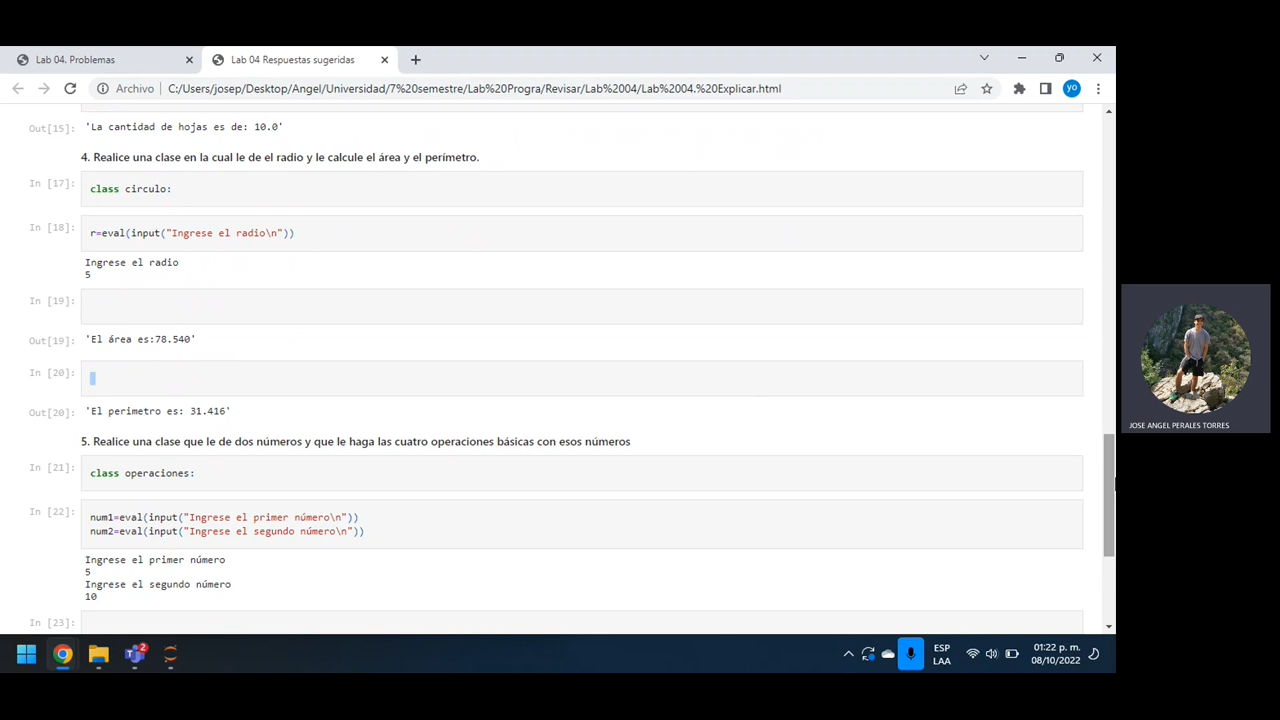 Lab 04. Problemas
Lab 04 Respuestas sugeridas
Archivo
C:/Users/josep/Desktop/Angel/Universidad/7%20semestre/Lab%20Progra/Revisar/Lab%2004/Lab%2004.%20Explicar.html
yo
Out[15]: 'La cantidad de hojas es de: 10.0'
4. Realice una clase en la cual le de el radio y le calcule el área y el perímetro.
In [17]: class circulo:
In [18]: r=eval(input("Ingrese el radio\n"))
Ingrese el radio
5
In [19]:
Out[19]: 'El área es:78.540'
In [20]:
Out[20]: 'El perimetro es: 31.416'
5. Realice una clase que le de dos números y que le haga las cuatro operaciones básicas con esos números
In [21]: class operaciones:
In [22]: num1=eval(input("Ingrese el primer número\n"))
num2=eval(input("Ingrese el segundo número\n"))
Ingrese el primer número
5
Ingrese el segundo número
10
In [23]:
JOSE ANGEL PERALES TORRES
2
ESP
LAA
01:22 p. m.
08/10/2022